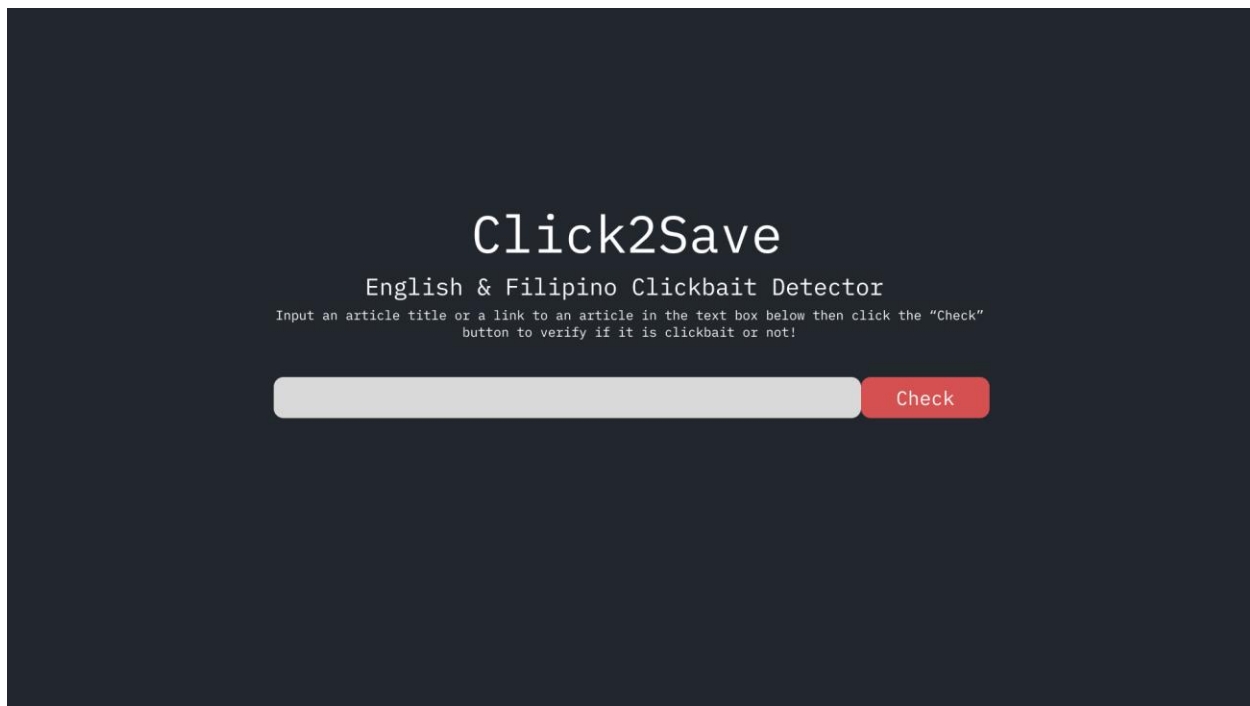 Click2Save
English & Filipino Clickbait Detector
Input an article title or a link to an article in the text box below then click the “Check”
button to verify if it is clickbait or not!
Check